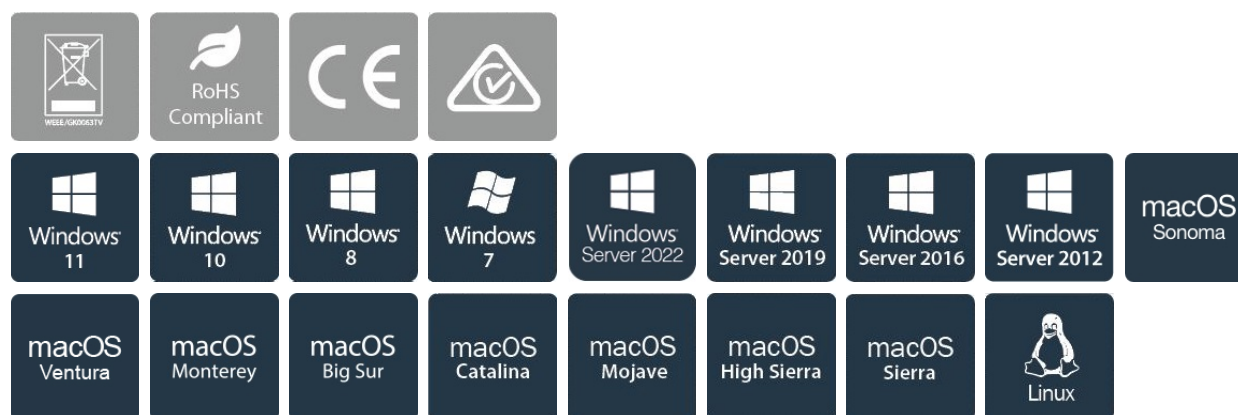 WEEE/GK0063TV
RoHS
Compliant
CE
Windows
11
Windows
10
Windows
8
Windows
7
Windows
Server 2022
Windows
Server 2019
Windows
Server 2016
Windows
Server 2012
macOS
Sonoma
macOS
Ventura
macOS
Monterey
macOS
Big Sur
macOS
Catalina
macOS
Mojave
macOS
High Sierra
macOS
Sierra
Linux